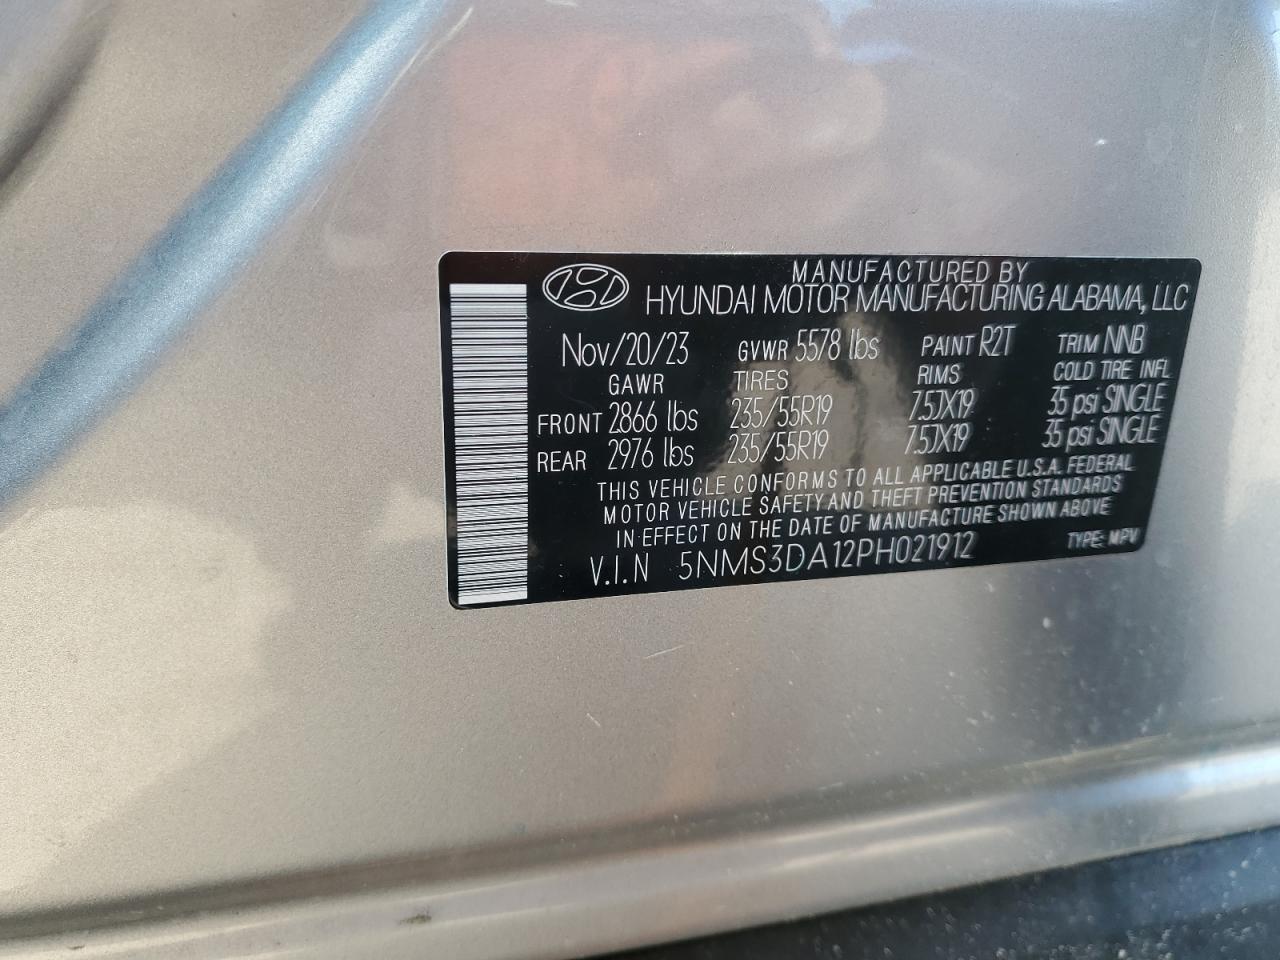 MANUFACTURED BY
HYUNDAI MOTOR MANUFACTURING ALABAMA, LLC
Nov/20/23 GVWR 5578 lbs PAINT R2T TRIM NNB
GAWR TIRES RIMS COLD TIRE INFL
FRONT 2866 lbs 235/55R19 7.5JX19 35 psi SINGLE
REAR 2976 lbs 235/55R19 7.5JX19 35 psi SINGLE
THIS VEHICLE CONFORMS TO ALL APPLICABLE U.S.A. FEDERAL
MOTOR VEHICLE SAFETY AND THEFT PREVENTION STANDARDS
IN EFFECT ON THE DATE OF MANUFACTURE SHOWN ABOVE
V.I.N 5NMS3DA12PH021912 TYPE: MPV